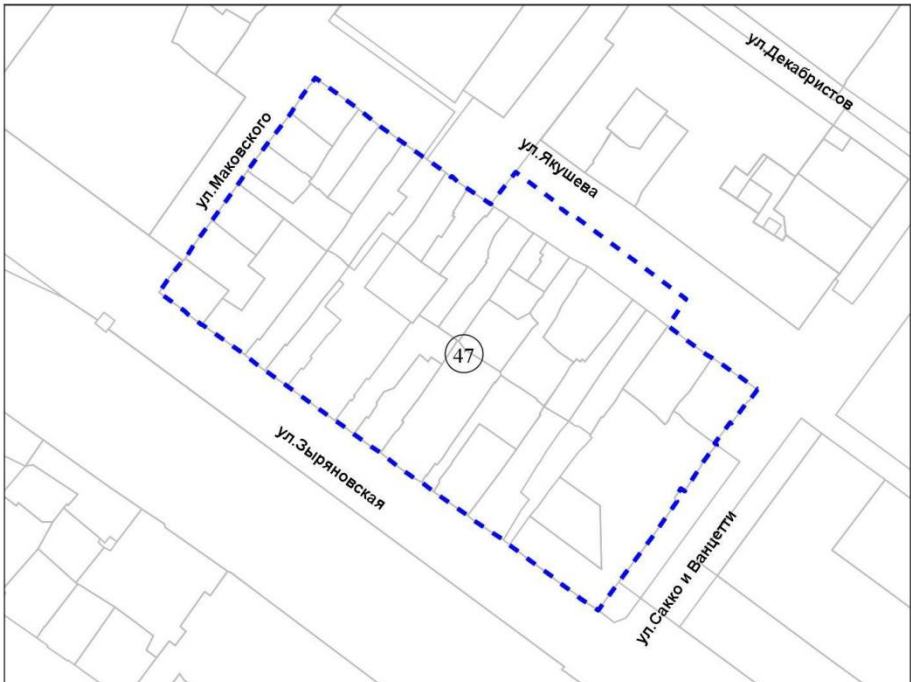 ул.Декабристов
ул.Маковского
ул.Якушева
47
ул.Зыряновская
ул.Сакко и Ванцетти